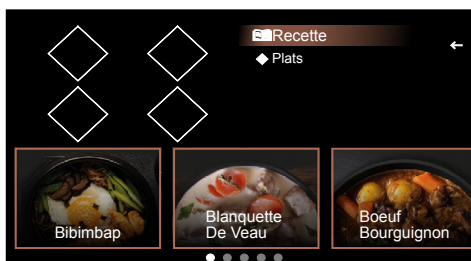 Recette
Plats
Bibimbap
Blanquette
De Veau
Boeuf
Bourguignon